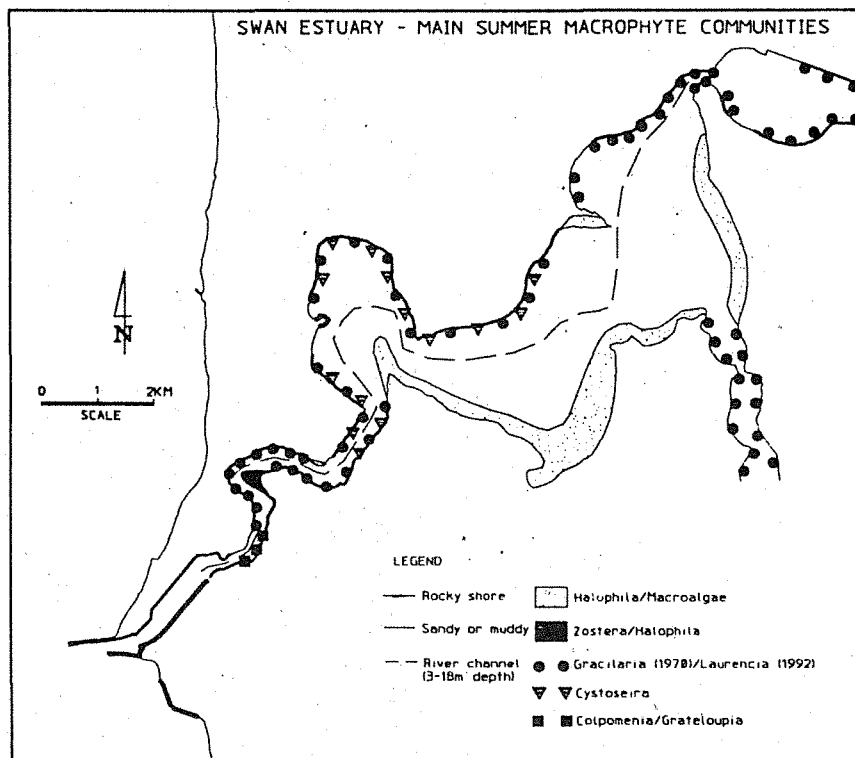 SWAN ESTUARY - MAIN SUMMER MACROPHYTE COMMUNITIES
N
0 1 2KM
SCALE
LEGEND
Rocky shore
Halophila/Macroalgae
Sandy or muddy
Zostera/Halophila
River channel
(3-18m depth)
Gracilaria (1970)/Laurencia (1992)
Cystoseira
Colpomenia/Grateloupia